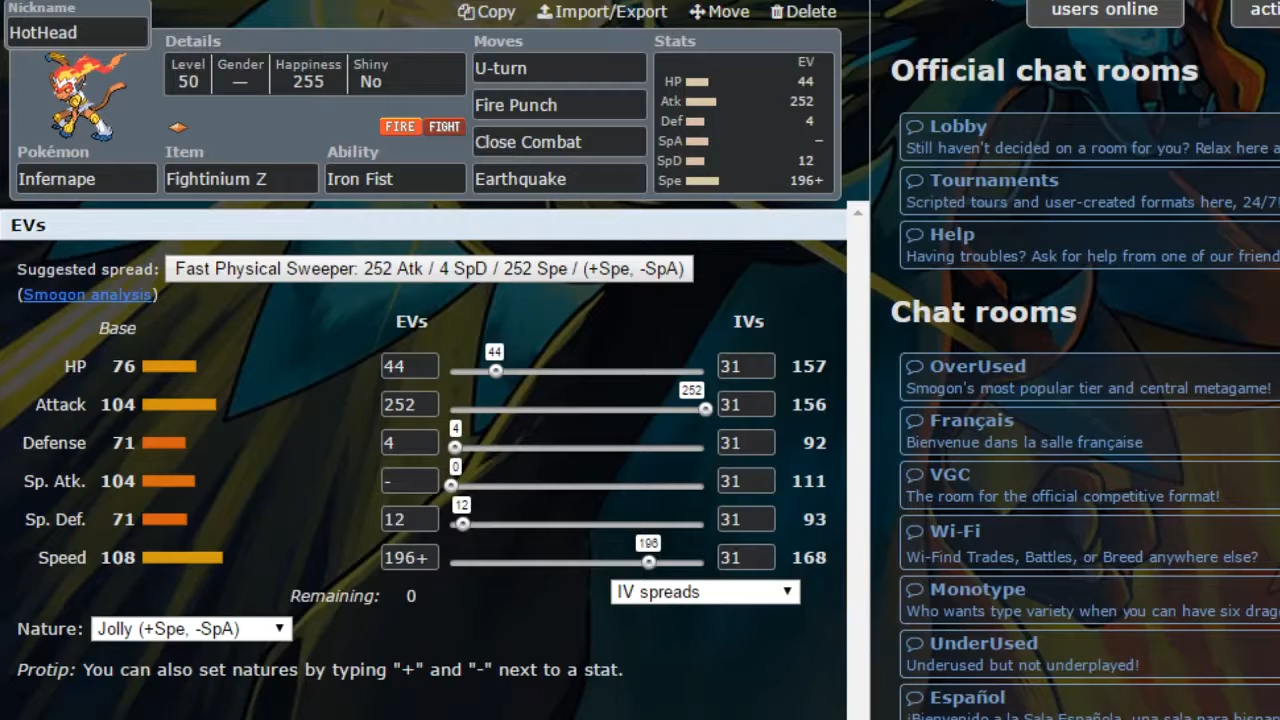 Nickname
HotHead
Copy Import/Export Move Delete
Details
Level Gender Happiness Shiny
50 — 255 No
FIRE FIGHT
Pokémon Item Ability
Infernape Fightinium Z Iron Fist
Moves
U-turn
Fire Punch
Close Combat
Earthquake
Stats
EV
HP 44
Atk 252
Def 4
SpA –
SpD 12
Spe 196+
EVs
Suggested spread: Fast Physical Sweeper: 252 Atk / 4 SpD / 252 Spe / (+Spe, -SpA)
(Smogon analysis)
Base EVs IVs
HP 76 44 44 31 157
Attack 104 252 252 31 156
Defense 71 4 4 31 92
Sp. Atk. 104 - 0 31 111
Sp. Def. 71 12 12 31 93
Speed 108 196+ 196 31 168
Remaining: 0 IV spreads
Nature: Jolly (+Spe, -SpA)
Protip: You can also set natures by typing "+" and "-" next to a stat.
users online
Official chat rooms
Lobby
Still haven't decided on a room for you? Relax here a
Tournaments
Scripted tours and user-created formats here, 24/7!
Help
Having troubles? Ask for help from one of our friend
Chat rooms
OverUsed
Smogon's most popular tier and central metagame!
Français
Bienvenue dans la salle française
VGC
The room for the official competitive format!
Wi-Fi
Wi-Find Trades, Battles, or Breed anywhere else?
Monotype
Who wants type variety when you can have six drag
UnderUsed
Underused but not underplayed!
Español